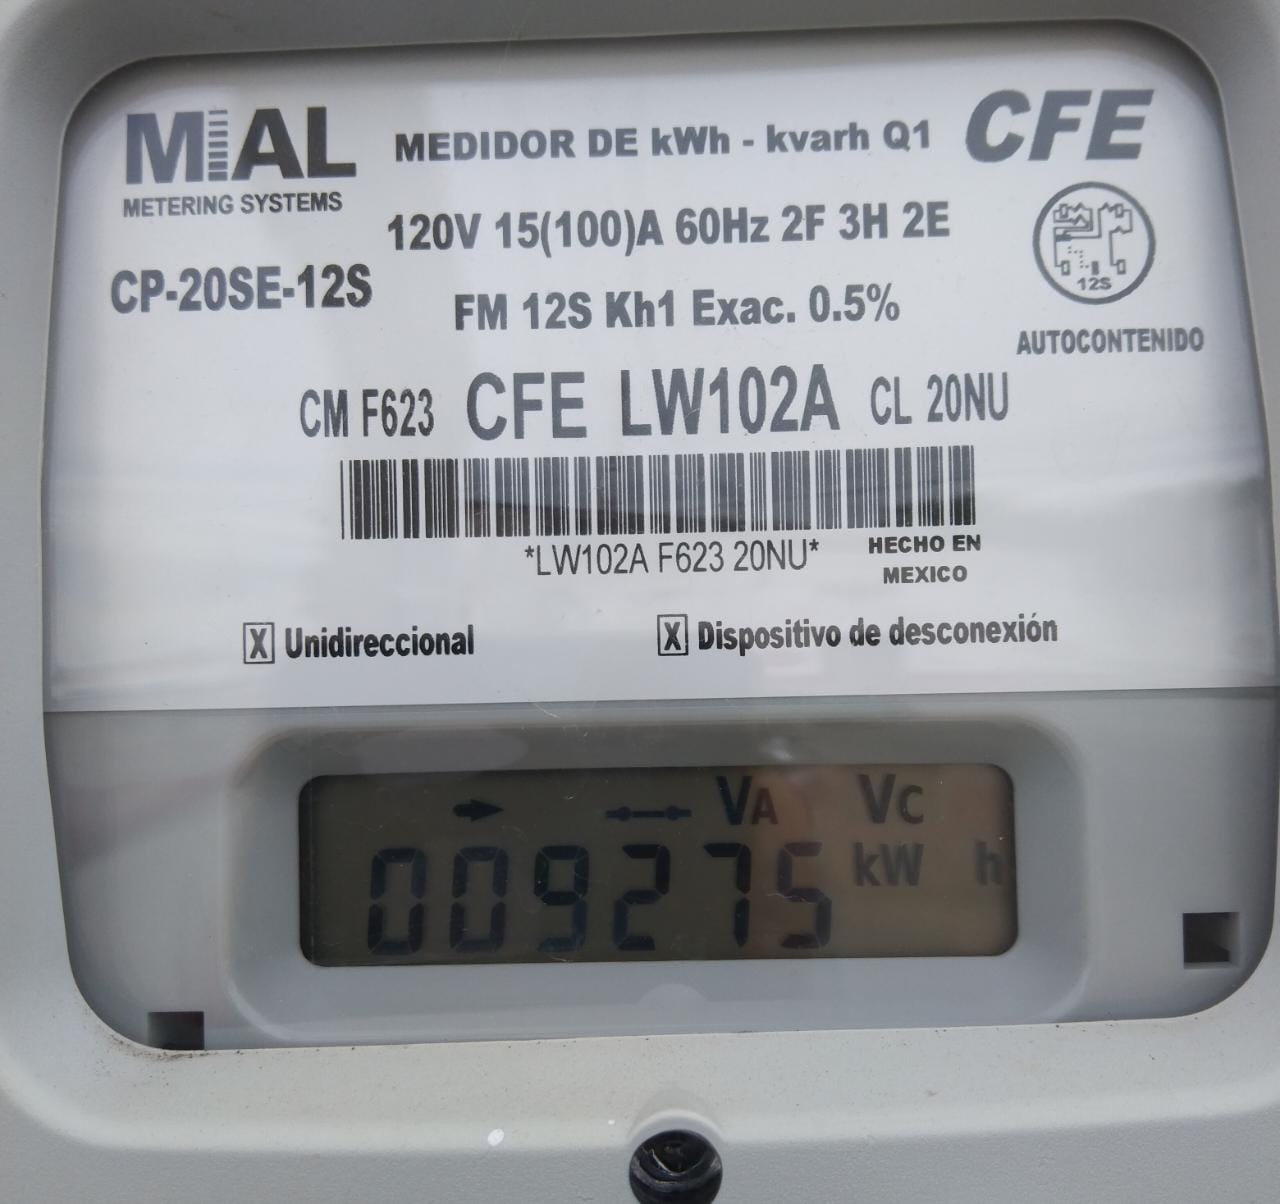 MIAL
METERING SYSTEMS
MEDIDOR DE kWh - kvarh Q1
CFE
120V 15(100)A 60Hz 2F 3H 2E
CP-20SE-12S
FM 12S Kh1 Exac. 0.5%
12S
AUTOCONTENIDO
CM F623 CFE LW102A CL 20NU
*LW102A F623 20NU*
HECHO EN
MEXICO
X Unidireccional
X Dispositivo de desconexión
VA VC
009275 kW h